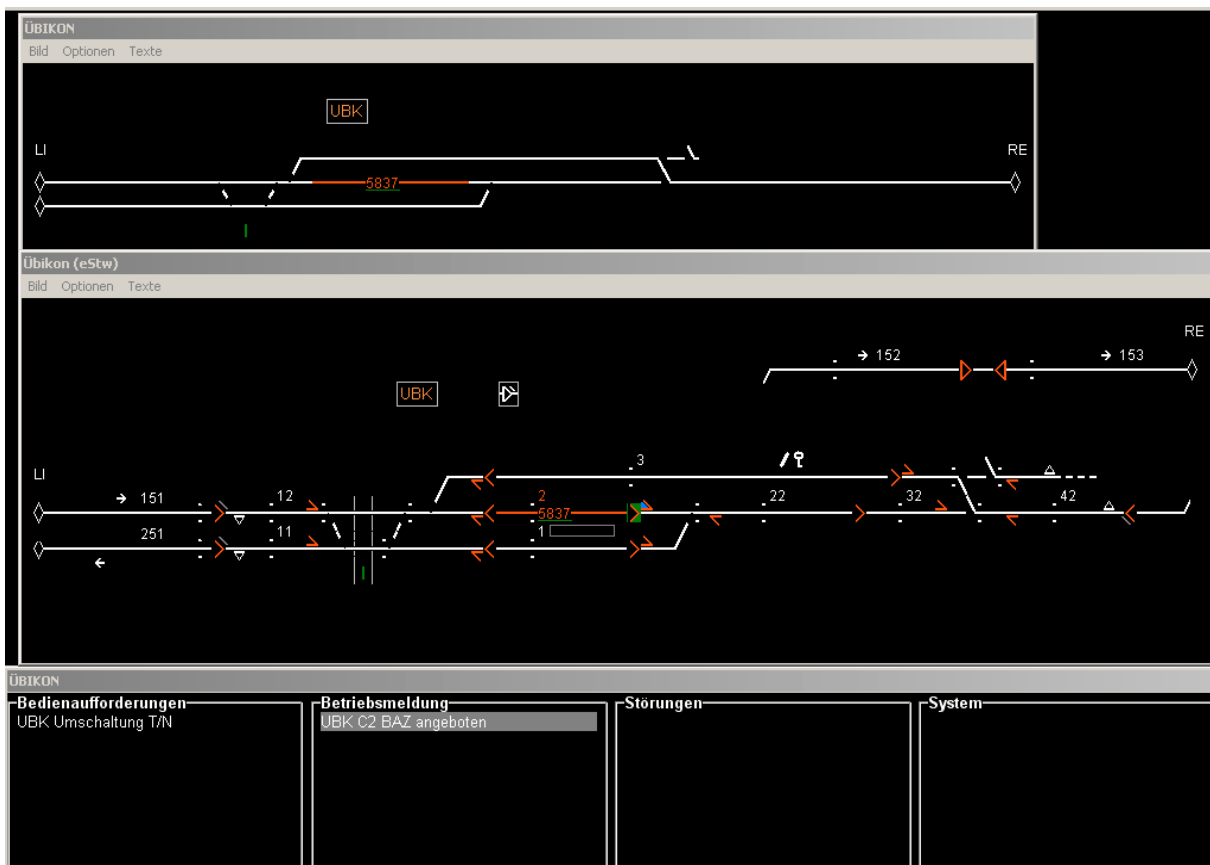 ÜBIKON
Bild Optionen Texte
UBK
LI
RE
5837
Übikon (eStw)
Bild Optionen Texte
RE
152 153
UBK
LI
3
151 12 2 22 32 42
5837
251 11 1
ÜBIKON
Bedienaufforderungen Betriebsmeldung Störungen System
UBK Umschaltung T/N UBK C2 BAZ angeboten